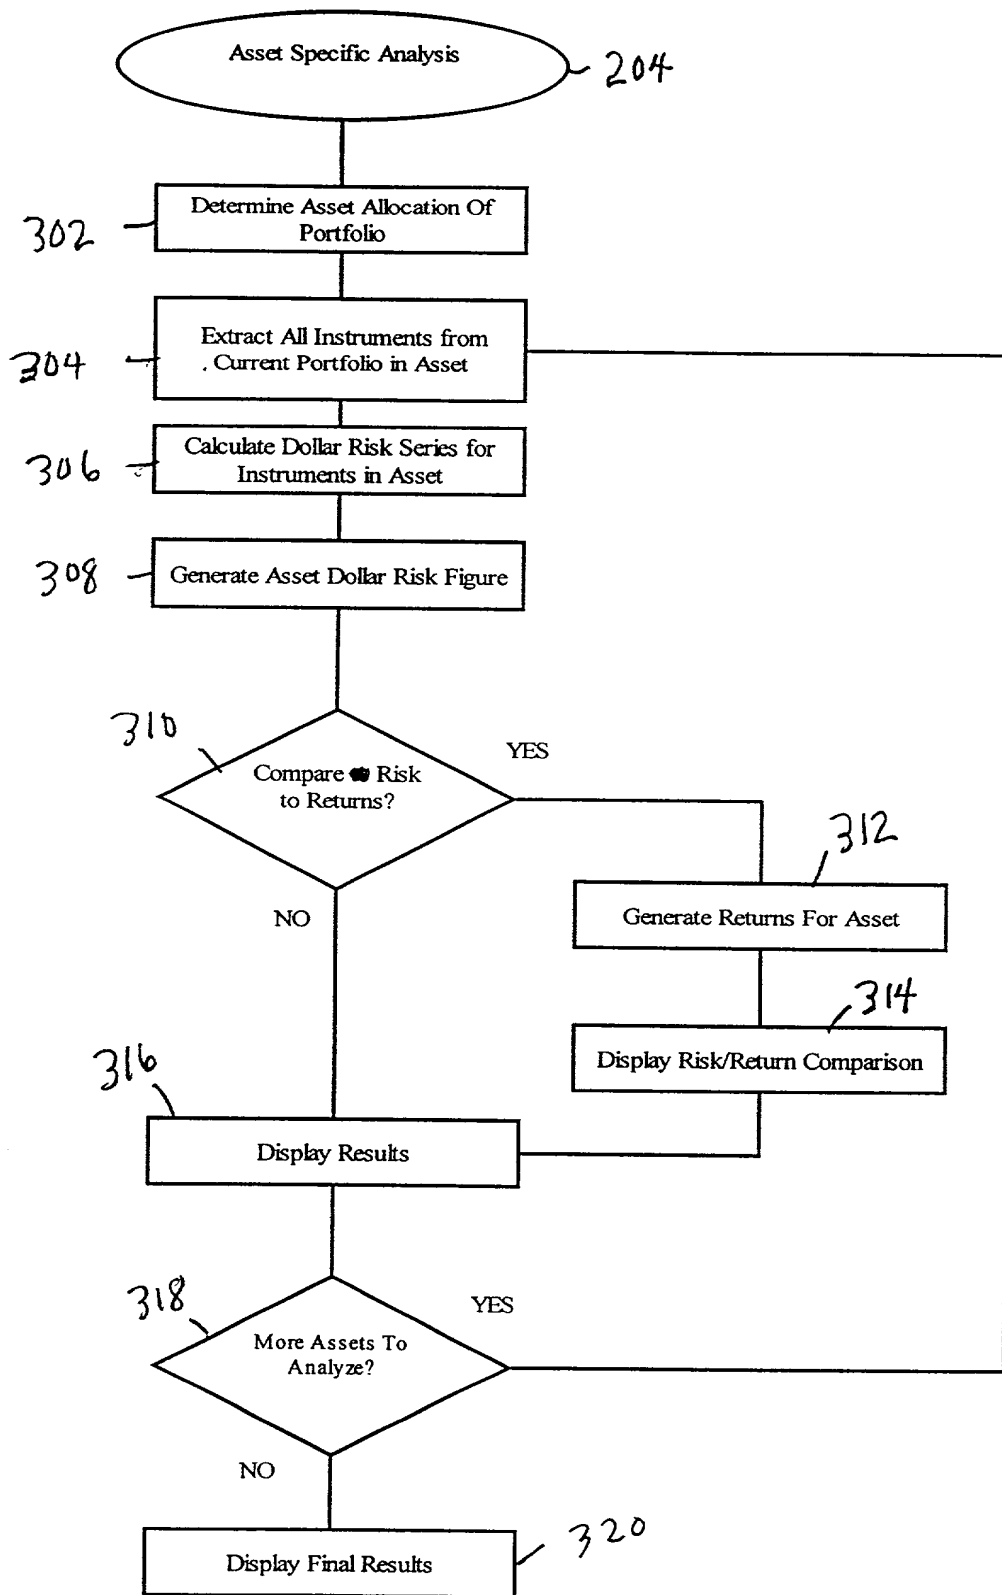 Asset Specific Analysis
204
Determine Asset Allocation Of
Portfolio
302
Extract All Instruments from
Current Portfolio in Asset
304
Calculate Dollar Risk Series for
Instruments in Asset
306
Generate Asset Dollar Risk Figure
308
310
Compare Risk
to Returns?
YES
NO
312
Generate Returns For Asset
314
Display Risk/Return Comparison
316
Display Results
318
More Assets To
Analyze?
YES
NO
Display Final Results
320